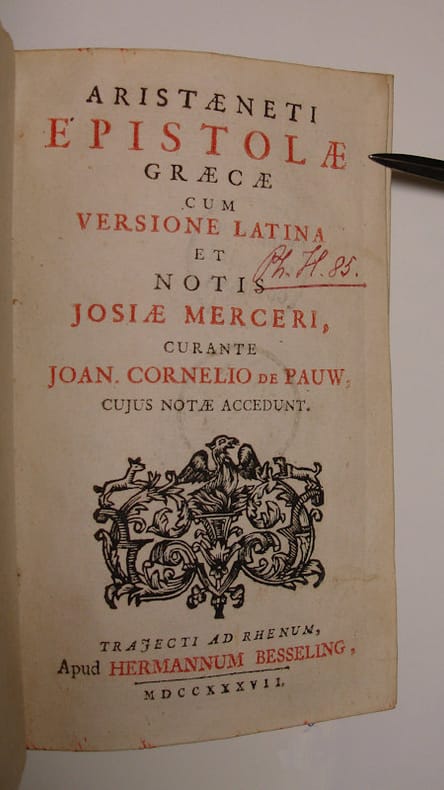 ARISTÆNETI
EPISTOLÆ
GRÆCÆ
CUM
VERSIONE LATINA
ET
Ph. H. 85.
NOTIS
JOSIÆ MERCERI,
CURANTE
JOAN. CORNELIO DE PAUW,
CUJUS NOTÆ ACCEDUNT.
TRAJECTI AD RHENUM,
Apud HERMANNUM BESSELING,
MDCCXXXVII.